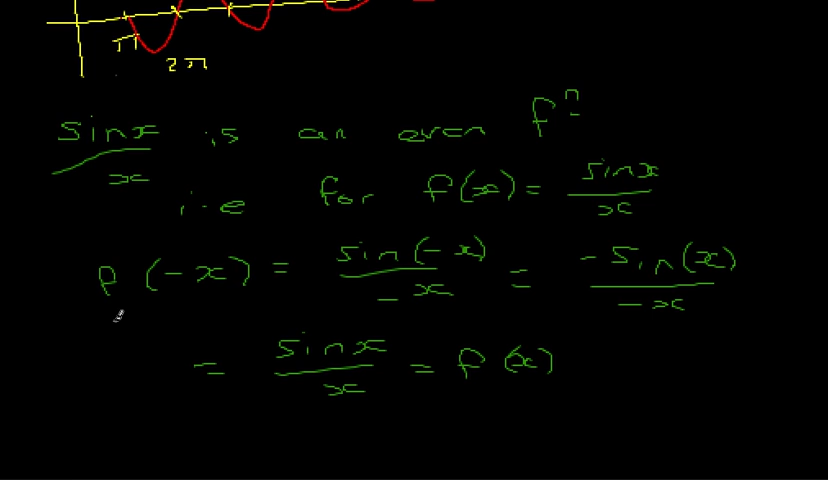 π
2π
sinx/x is an even fⁿ
i.e for f(x) = sinx/x
f(-x) = sin(-x)/-x = -sin(x)/-x
= sinx/x = f(x)